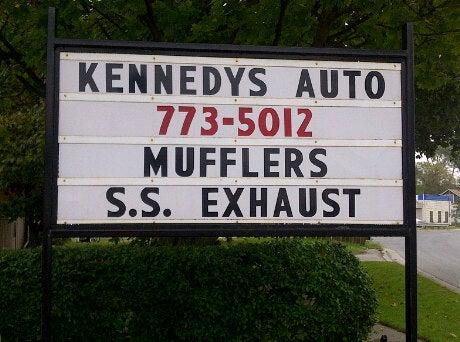 KENNEDYS AUTO
773-5012
MUFFLERS
S.S. EXHAUST